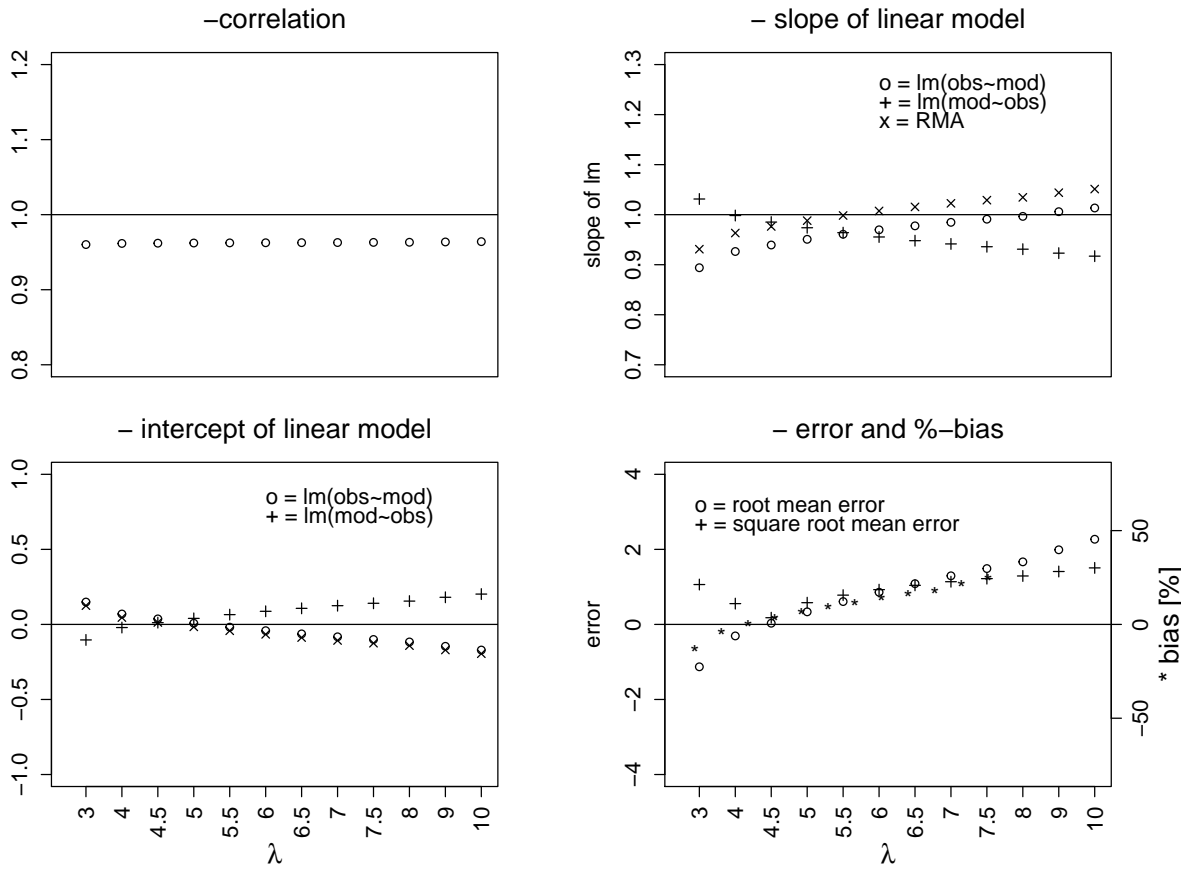 −correlation
0.8 0.9 1.0 1.1 1.2
− slope of linear model
o = lm(obs~mod)
+ = lm(mod~obs)
x = RMA
slope of lm
0.7 0.8 0.9 1.0 1.1 1.2 1.3
− intercept of linear model
o = lm(obs~mod)
+ = lm(mod~obs)
−1.0 −0.5 0.0 0.5 1.0
3 4 4.5 5 5.5 6 6.5 7 7.5 8 9 10
λ
− error and %−bias
o = root mean error
+ = square root mean error
error
−4 −2 0 2 4
−50 0 50
* bias [%]
3 4 4.5 5 5.5 6 6.5 7 7.5 8 9 10
λ